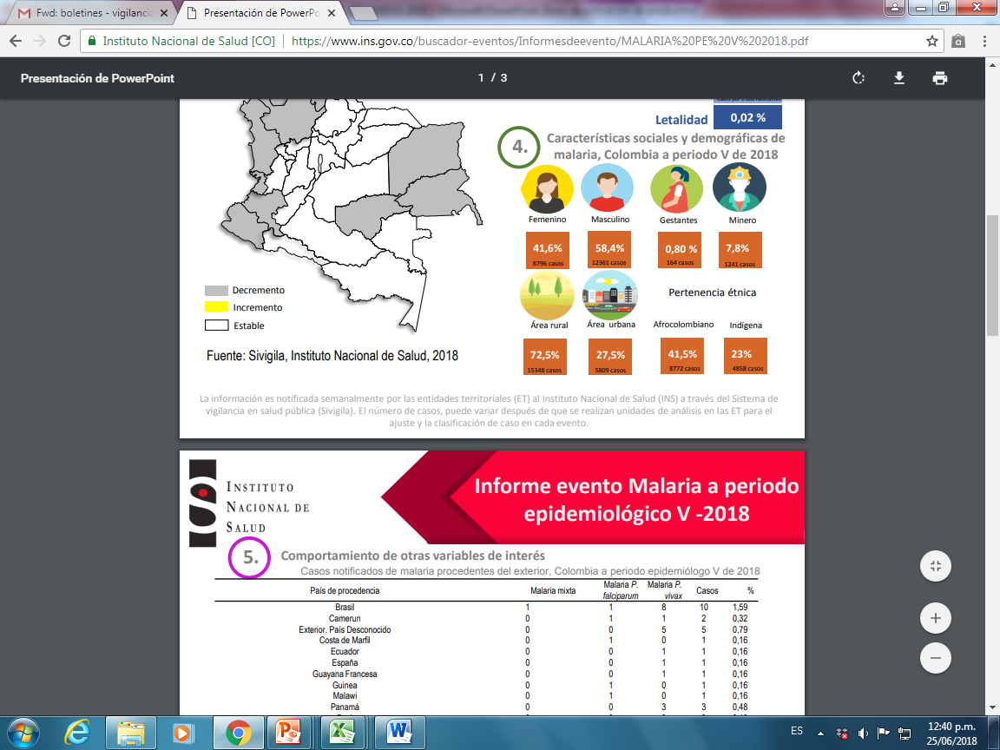 Fwd: boletines - vigilancia
Presentación de PowerPo
Instituto Nacional de Salud [CO]
https://www.ins.gov.co/buscador-eventos/Informesdeevento/MALARIA%20PE%20V%202018.pdf
Presentación de PowerPoint
1 / 3
Letalidad 0,02 %
4. Características sociales y demográficas de
malaria, Colombia a periodo V de 2018
Femenino Masculino Gestantes Minero
41,6% 58,4% 0,80 % 7,8%
8796 casos 12361 casos 164 casos 1241 casos
Pertenencia étnica
Área rural Área urbana Afrocolombiano Indígena
72,5% 27,5% 41,5% 23%
15348 casos 5809 casos 8772 casos 4858 casos
Decremento
Incremento
Estable
Fuente: Sivigila, Instituto Nacional de Salud, 2018
La información es notificada semanalmente por las entidades territoriales (ET) al Instituto Nacional de Salud (INS) a través del Sistema de
vigilancia en salud pública (Sivigila). El número de casos, puede variar después de que se realizan unidades de análisis en las ET para el
ajuste y la clasificación de caso en cada evento.
INSTITUTO
NACIONAL DE
SALUD
Informe evento Malaria a periodo
epidemiológico V -2018
5. Comportamiento de otras variables de interés
Casos notificados de malaria procedentes del exterior, Colombia a periodo epidemiólogo V de 2018
País de procedencia Malaria mixta Malaria P. falciparum Malaria P. vivax Casos %
Brasil 1 1 8 10 1,59
Camerun 0 1 1 2 0,32
Exterior. País Desconocido 0 0 5 5 0,79
Costa de Marfil 0 1 0 1 0,16
Ecuador 0 0 1 1 0,16
España 0 0 1 1 0,16
Guayana Francesa 0 0 1 1 0,16
Guinea 0 1 0 1 0,16
Malawi 0 1 0 1 0,16
Panamá 0 0 3 3 0,48
ES
12:40 p.m.
25/06/2018